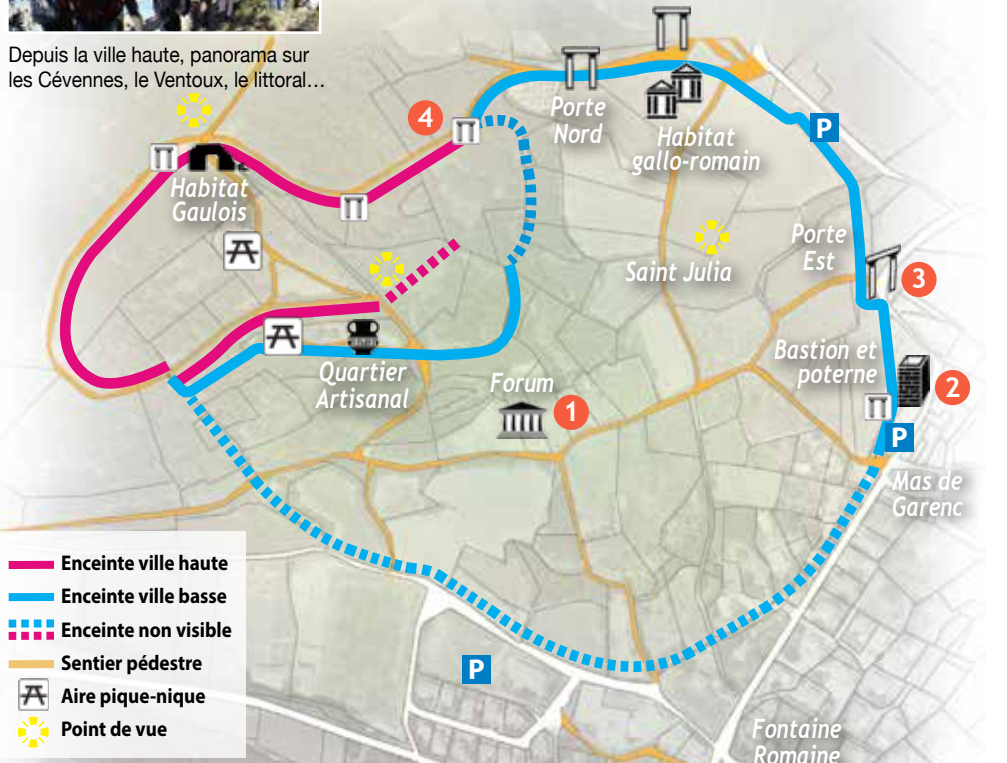 Depuis la ville haute, panorama sur
les Cévennes, le Ventoux, le littoral...
4
Porte
Nord
Habitat
gallo-romain
P
Habitat
Gaulois
Saint Julia
Porte
Est
3
Bastion et
poterne
2
P
Mas de
Garenc
Quartier
Artisanal
Forum
1
Enceinte ville haute
Enceinte ville basse
Enceinte non visible
Sentier pédestre
Aire pique-nique
Point de vue
P
Fontaine
Romaine